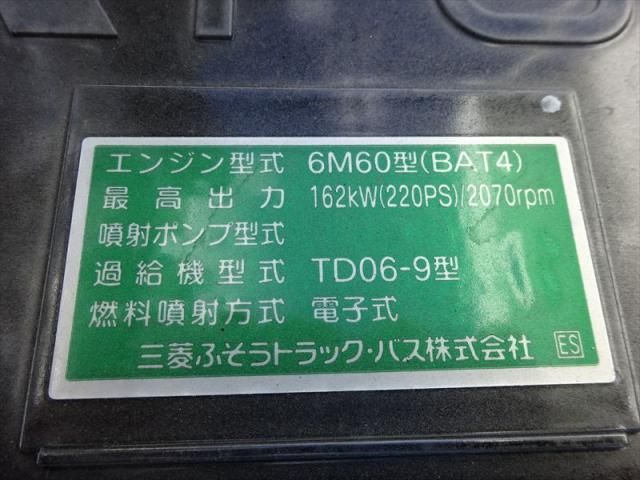 エンジン型式 6M60型(BAT4)
最高出力 162kW(220PS)/2070rpm
噴射ポンプ型式
過給機型式 TD06-9型
燃料噴射方式 電子式
三菱ふそうトラック・バス株式会社 ES